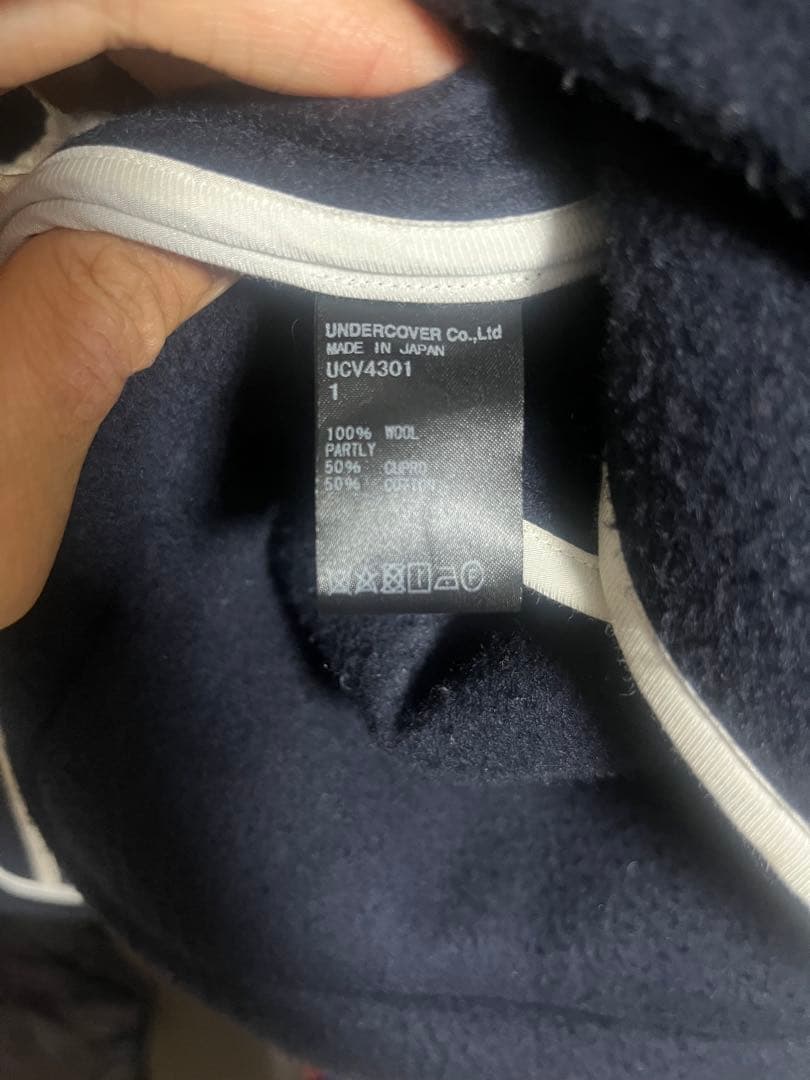 UNDERCOVER Co.,Ltd
MADE IN JAPAN
UCV4301
1
100% WOOL
PARTLY
50% CUPRO
50% COTTON